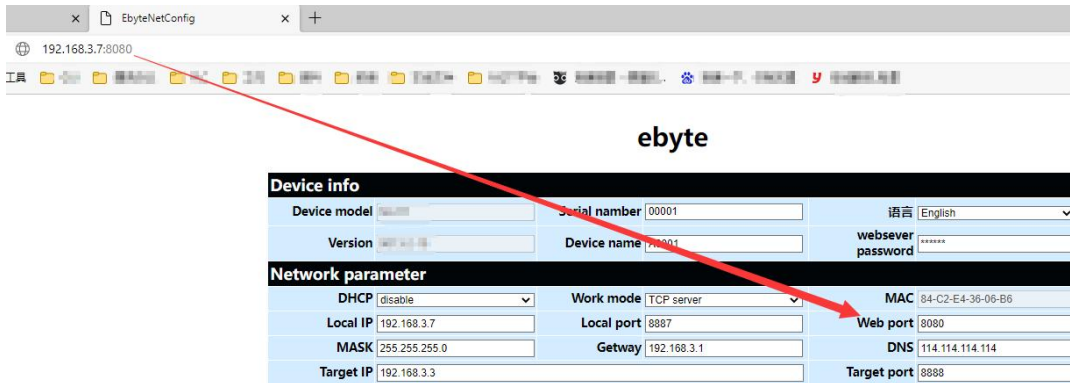 EbyteNetConfig
192.168.3.7:8080
工具
ebyte
Device info
Device model Serial namber 00001 语言 English
Version Device name A0001 websever password ******
Network parameter
DHCP disable Work mode TCP server MAC 84-C2-E4-36-06-B6
Local IP 192.168.3.7 Local port 8887 Web port 8080
MASK 255.255.255.0 Getway 192.168.3.1 DNS 114.114.114.114
Target IP 192.168.3.3 Target port 8888